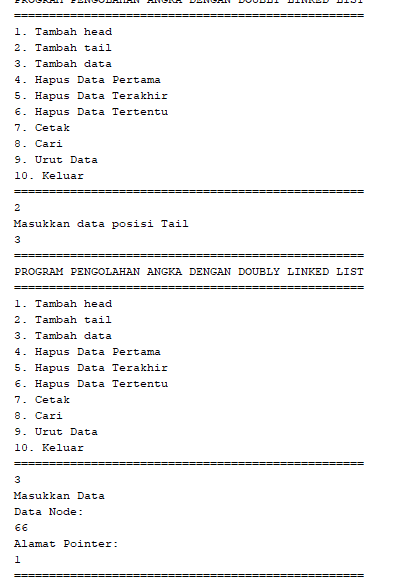 PROGRAM PENGOLAHAN ANGKA DENGAN DOUBLY LINKED LIST
==================================================
1. Tambah head
2. Tambah tail
3. Tambah data
4. Hapus Data Pertama
5. Hapus Data Terakhir
6. Hapus Data Tertentu
7. Cetak
8. Cari
9. Urut Data
10. Keluar
==================================================
2
Masukkan data posisi Tail
3
==================================================
PROGRAM PENGOLAHAN ANGKA DENGAN DOUBLY LINKED LIST
==================================================
1. Tambah head
2. Tambah tail
3. Tambah data
4. Hapus Data Pertama
5. Hapus Data Terakhir
6. Hapus Data Tertentu
7. Cetak
8. Cari
9. Urut Data
10. Keluar
==================================================
3
Masukkan Data
Data Node:
66
Alamat Pointer:
1
==================================================